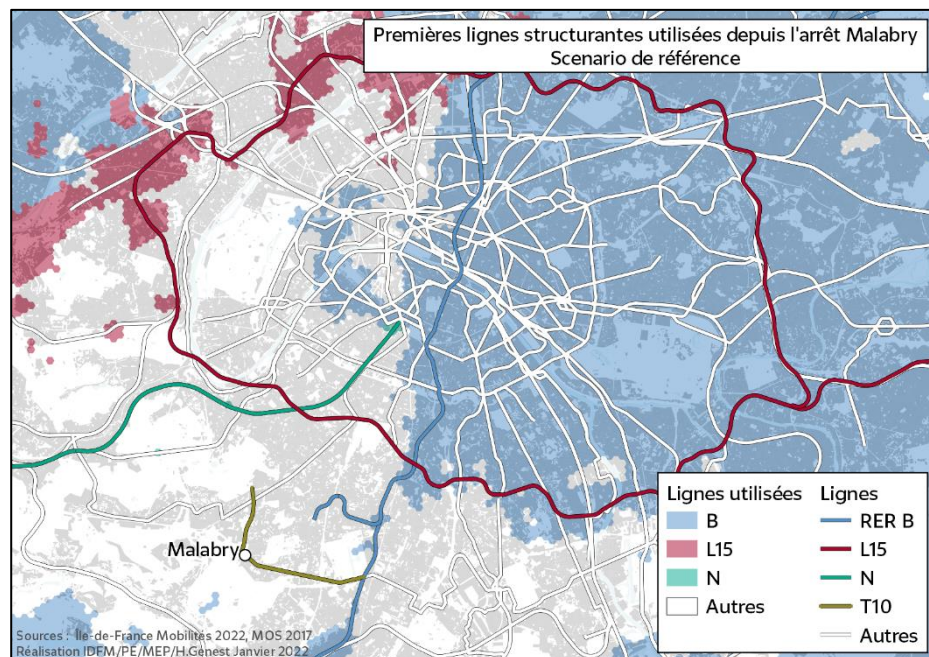 Premières lignes structurantes utilisées depuis l'arrêt Malabry
Scenario de référence
Malabry
Lignes utilisées
B
L15
N
Autres
Lignes
RER B
L15
N
T10
Autres
Sources : Île-de-France Mobilités 2022, MOS 2017
Réalisation IDFM/PE/MEP/H.Genest Janvier 2022